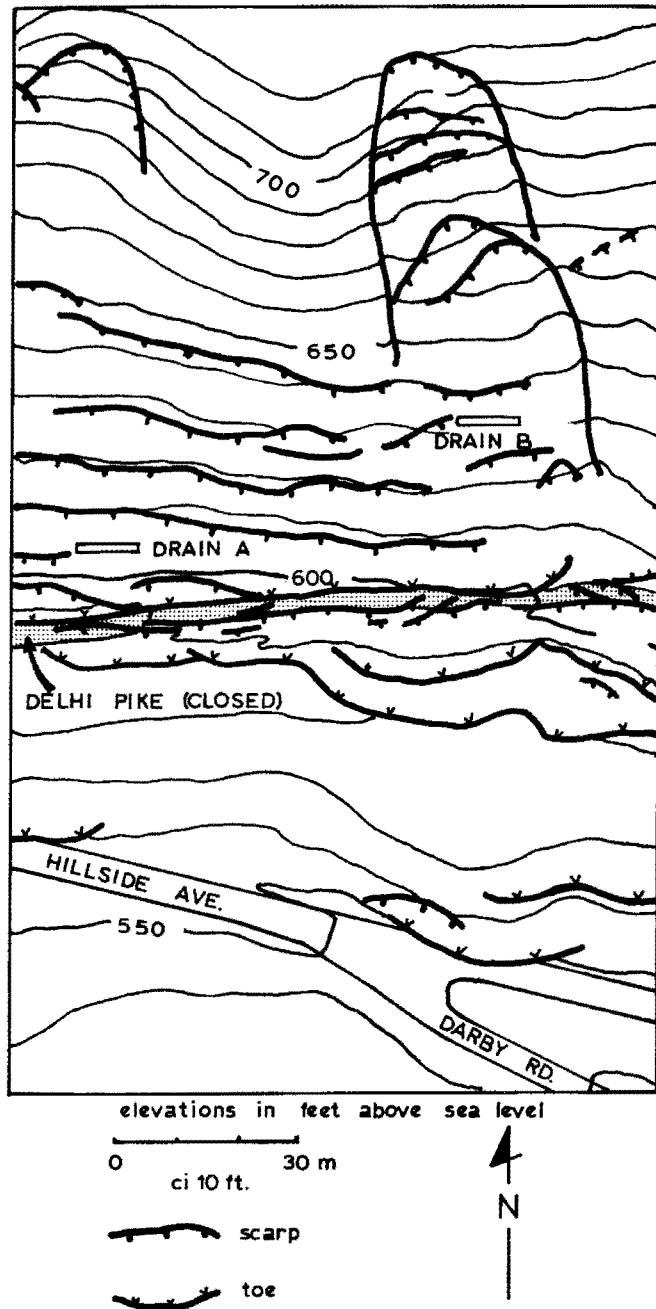 700
650
DRAIN B
DRAIN A
600
DELHI PIKE (CLOSED)
HILLSIDE AVE.
550
DARBY RD.
elevations in feet above sea level
0 30 m
ci 10 ft.
N
scarp
toe